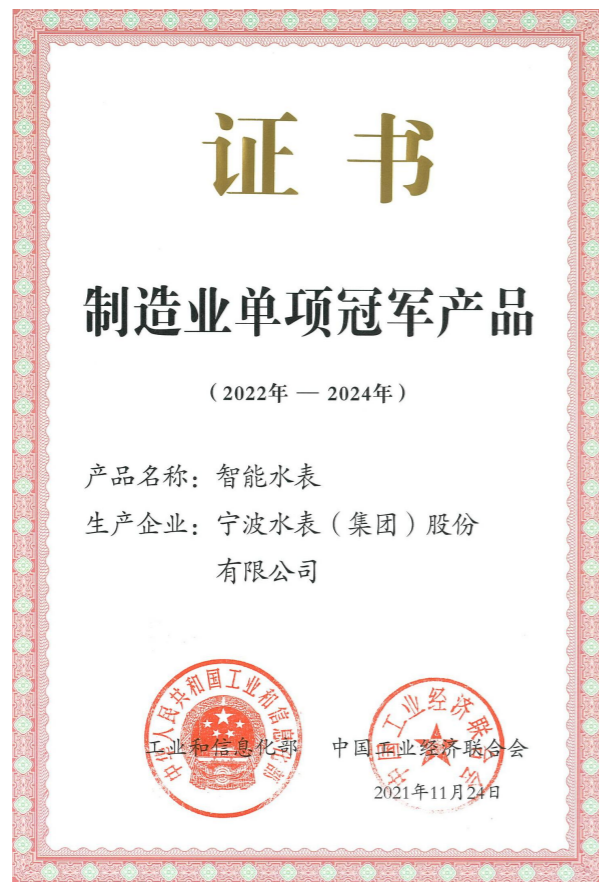 证书
制造业单项冠军产品
（2022年 — 2024年）
产品名称：智能水表
生产企业：宁波水表（集团）股份
有限公司
中华人民共和国工业和信息化部
工业和信息化部
中国工业经济联合会
中国工业经济联合会
2021年11月24日